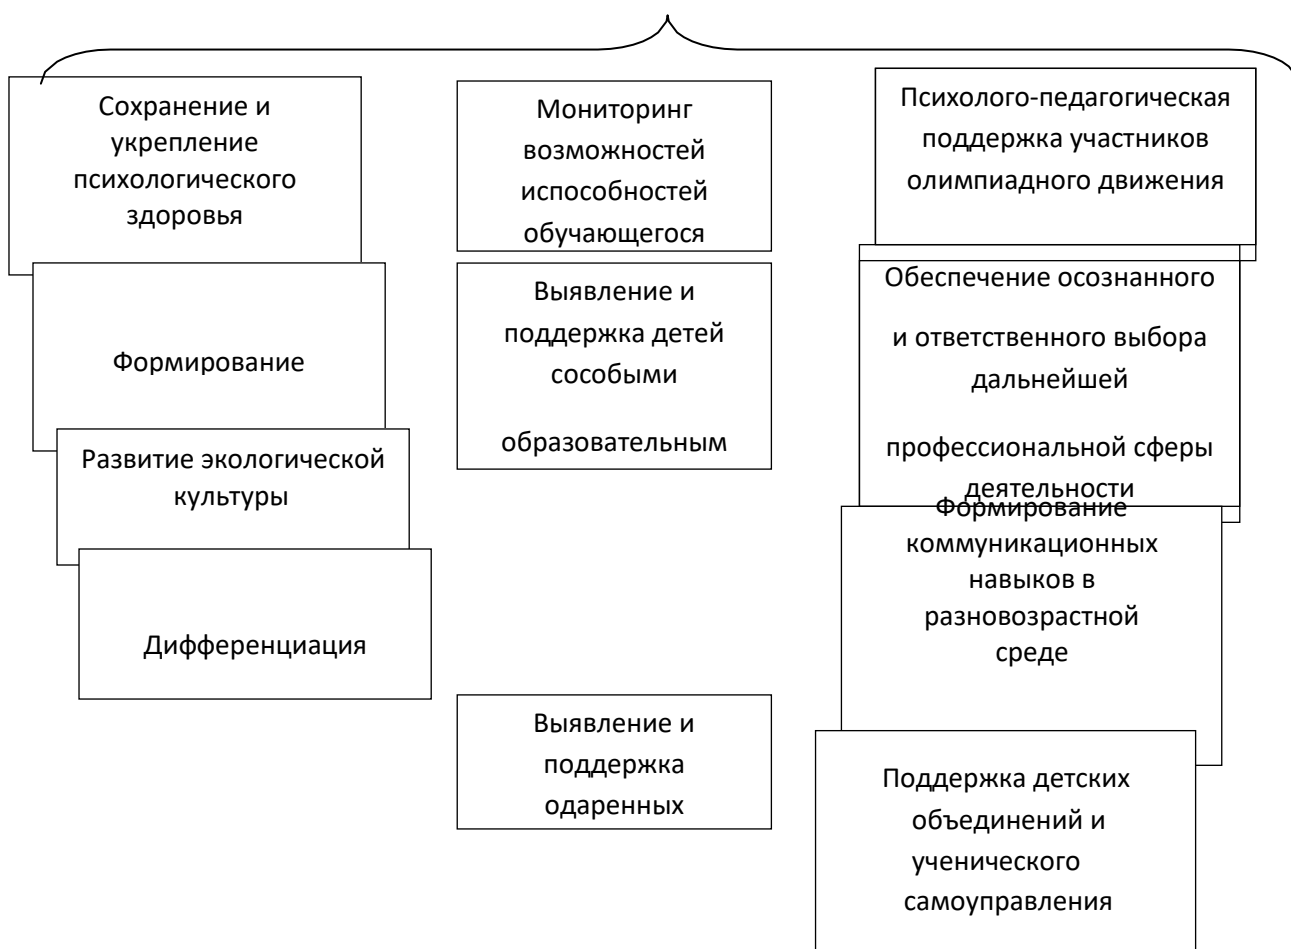 Сохранение и
укрепление
психологического
здоровья
Формирование
Развитие экологической
культуры
Дифференциация
Мониторинг
возможностей
испособностей
обучающегося
Выявление и
поддержка детей
сособыми
образовательным
Выявление и
поддержка
одаренных
Психолого-педагогическая
поддержка участников
олимпиадного движения
Обеспечение осознанного
и ответственного выбора
дальнейшей
профессиональной сферы
деятельности
Формирование
коммуникационных
навыков в
разновозрастной
среде
Поддержка детских
объединений и
ученического
самоуправления